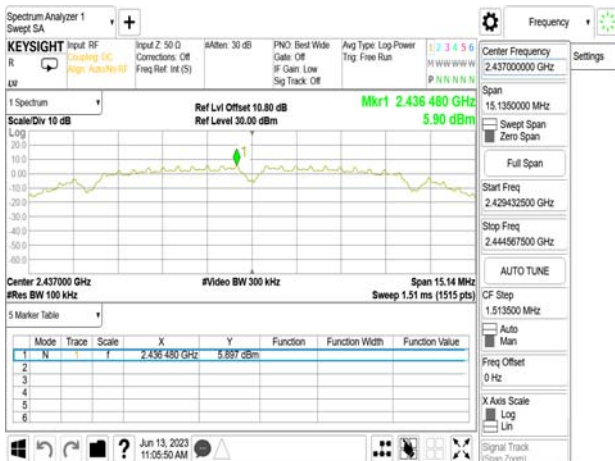 Spectrum Analyzer 1
Swept SA
+
Frequency
KEYSIGHT
R
Input: RF
Coupling: DC
Align: Auto/No RF
Input Z: 50 Ω
Corrections: Off
Freq Ref: Int (S)
#Atten: 30 dB
PNO: Best Wide
Gate: Off
IF Gain: Low
Sig Track: Off
Avg Type: Log-Power
Trig: Free Run
1 2 3 4 5 6
M W W W W W
P N N N N N
Center Frequency
2.437000000 GHz
Settings
Span
15.1350000 MHz
Swept Span
Zero Span
Full Span
Start Freq
2.429432500 GHz
Stop Freq
2.444567500 GHz
AUTO TUNE
CF Step
1.513500 MHz
Auto
Man
Freq Offset
0 Hz
X Axis Scale
Log
Lin
Signal Track
(Span Zoom)
1 Spectrum
Scale/Div 10 dB
Ref Lvl Offset 10.80 dB
Ref Level 30.00 dBm
Mkr1 2.436 480 GHz
5.90 dBm
Log
20.0
10.0
0.00
-10.0
-20.0
-30.0
-40.0
-50.0
-60.0
1
Center 2.437000 GHz
#Res BW 100 kHz
#Video BW 300 kHz
Span 15.14 MHz
Sweep 1.51 ms (1515 pts)
5 Marker Table
Mode Trace Scale X Y Function Function Width Function Value
1 N 1 f 2.436 480 GHz 5.897 dBm
2
3
4
5
6
?
Jun 13, 2023
11:05:50 AM